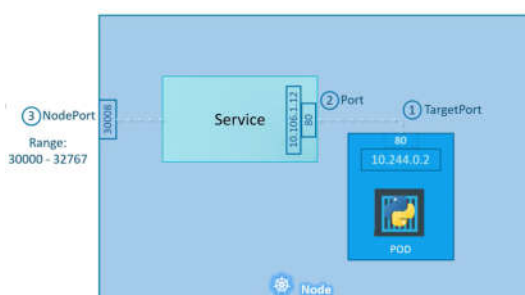 ③ NodePort
Range:
30000 - 32767
30008
Service
10.106.1.12
80
② Port
① TargetPort
80
10.244.0.2
POD
Node